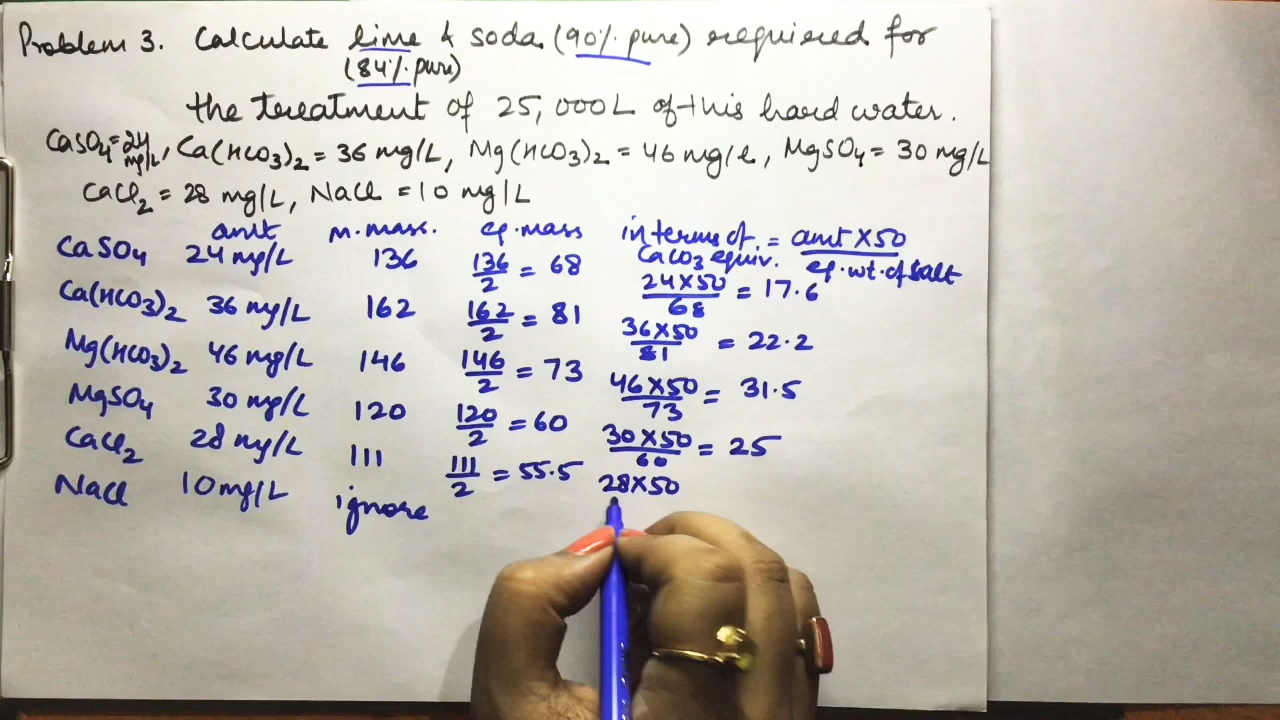 Problem 3. Calculate lime & soda (90% pure) required for
(84% pure)
the treatment of 25,000L of this hard water.
CaSO4=24 mg/L, Ca(HCO3)2 = 36 mg/L, Mg(HCO3)2 = 46 mg/l, MgSO4 = 30 mg/L
CaCl2 = 28 mg/L, NaCl = 10 mg/L
amt m.mass. eq.mass in terms of CaCO3 equiv. = amt X50 / eq.wt.of salt
CaSO4 24 mg/L 136 136/2 = 68 24X50/68 = 17.6
Ca(HCO3)2 36 mg/L 162 162/2 = 81 36X50/81 = 22.2
Mg(HCO3)2 46 mg/L 146 146/2 = 73 46X50/73 = 31.5
MgSO4 30 mg/L 120 120/2 = 60 30X50/60 = 25
CaCl2 28 mg/L 111 111/2 = 55.5 28X50
NaCl 10mg/L ignore